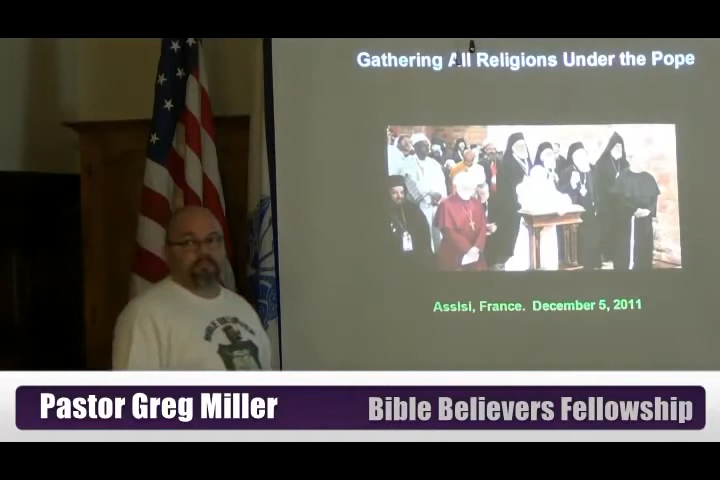 Gathering All Religions Under the Pope
Assisi, France. December 5, 2011
Pastor Greg Miller
Bible Believers Fellowship